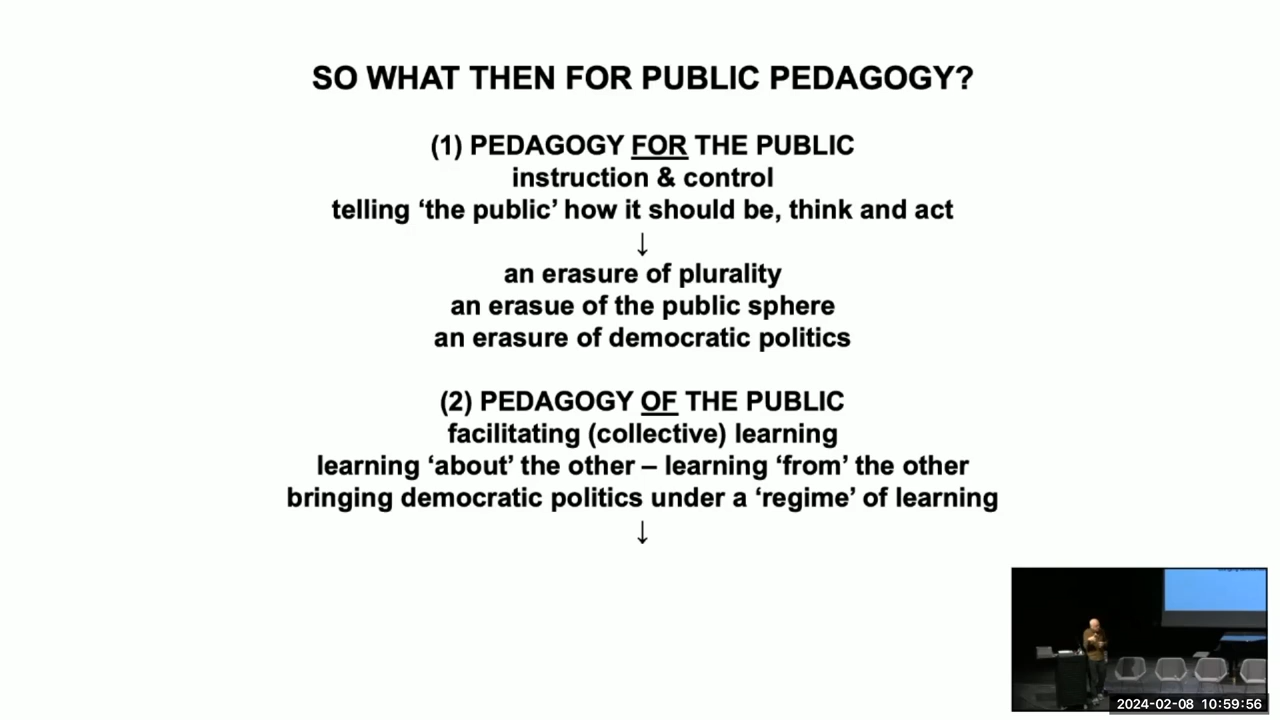 SO WHAT THEN FOR PUBLIC PEDAGOGY?
(1) PEDAGOGY FOR THE PUBLIC
instruction & control
telling ‘the public’ how it should be, think and act
↓
an erasure of plurality
an erasue of the public sphere
an erasure of democratic politics
(2) PEDAGOGY OF THE PUBLIC
facilitating (collective) learning
learning ‘about’ the other – learning ‘from’ the other
bringing democratic politics under a ‘regime’ of learning
↓
2024-02-08 10:59:56